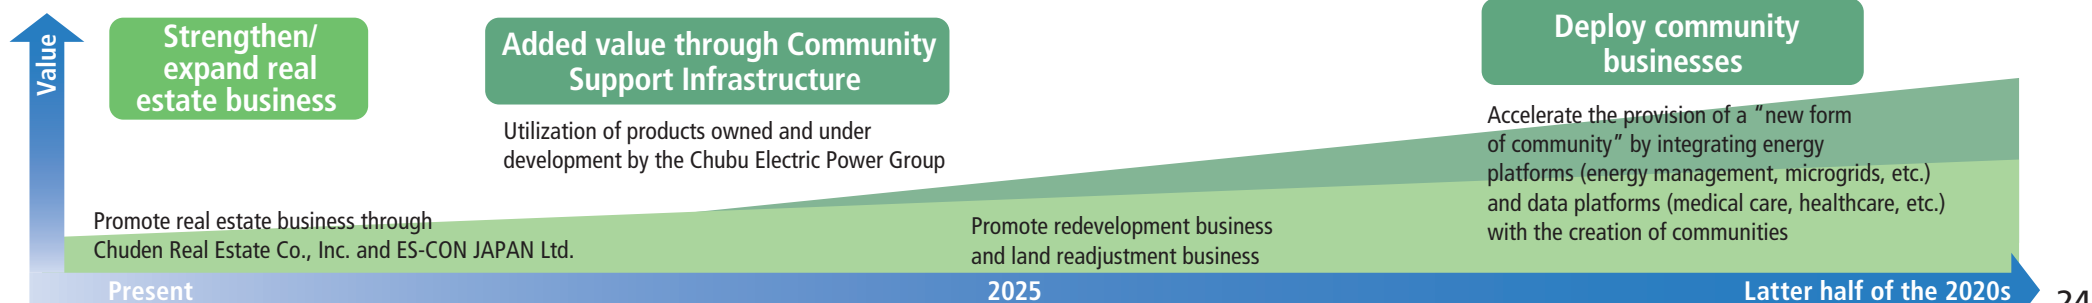 Value
Strengthen/
expand real
estate business
Added value through Community
Support Infrastructure
Deploy community
businesses
Utilization of products owned and under
development by the Chubu Electric Power Group
Accelerate the provision of a “new form
of community” by integrating energy
platforms (energy management, microgrids, etc.)
and data platforms (medical care, healthcare, etc.)
with the creation of communities
Promote real estate business through
Chuden Real Estate Co., Inc. and ES-CON JAPAN Ltd.
Promote redevelopment business
and land readjustment business
Present
2025
Latter half of the 2020s
24